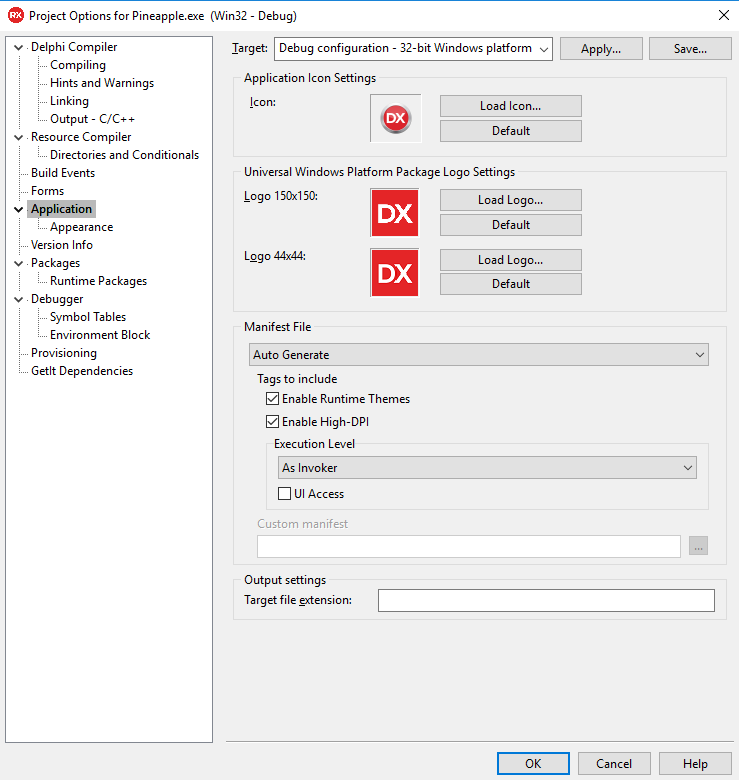 RX Project Options for Pineapple.exe (Win32 - Debug)
Delphi Compiler
Compiling
Hints and Warnings
Linking
Output - C/C++
Resource Compiler
Directories and Conditionals
Build Events
Forms
Application
Appearance
Version Info
Packages
Runtime Packages
Debugger
Symbol Tables
Environment Block
Provisioning
GetIt Dependencies
Target: Debug configuration - 32-bit Windows platform Apply... Save...
Application Icon Settings
Icon: DX Load Icon...
Default
Universal Windows Platform Package Logo Settings
Logo 150x150: DX Load Logo...
Default
Logo 44x44: DX Load Logo...
Default
Manifest File
Auto Generate
Tags to include
Enable Runtime Themes
Enable High-DPI
Execution Level
As Invoker
UI Access
Custom manifest
...
Output settings
Target file extension:
OK Cancel Help